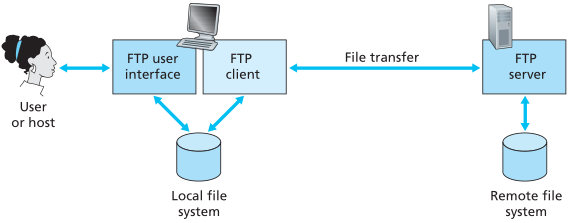 FTP user
interface
FTP
client
File transfer
FTP
server
User
or host
Local file
system
Remote file
system